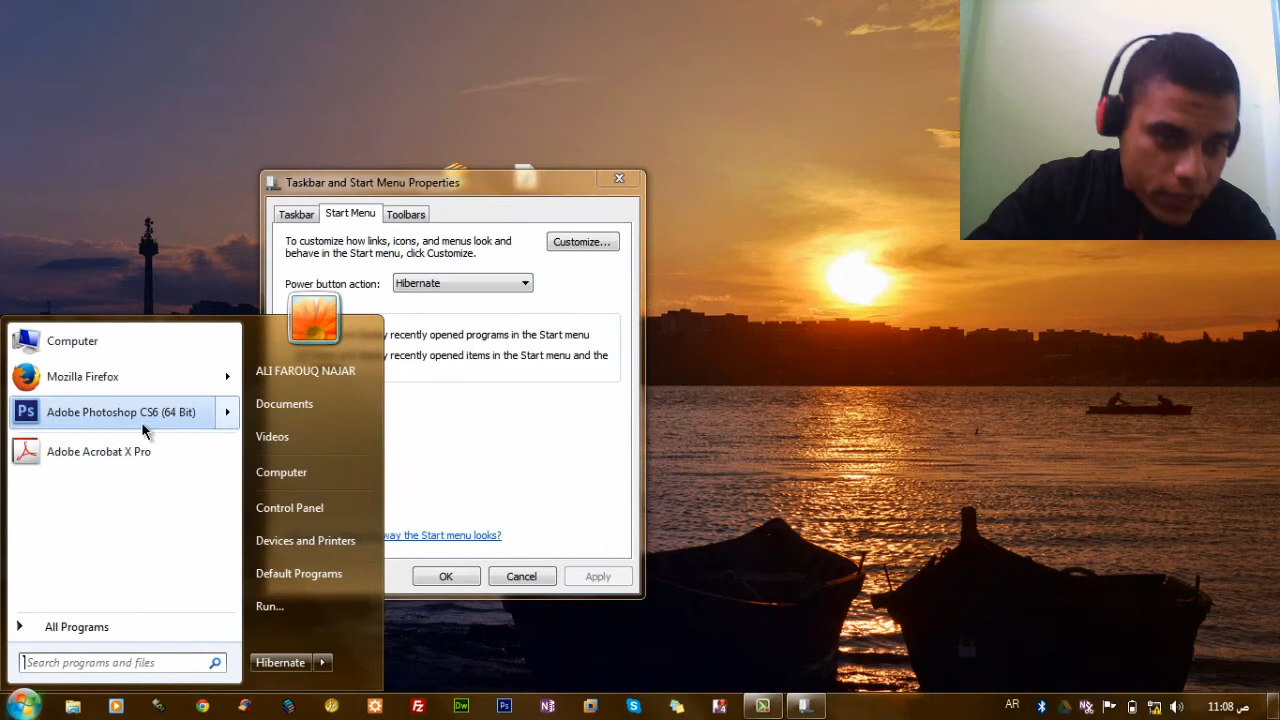 Taskbar and Start Menu Properties
Taskbar
Start Menu
Toolbars
To customize how links, icons, and menus look and
behave in the Start menu, click Customize.
Customize...
Power button action:
Hibernate
recently opened programs in the Start menu
recently opened items in the Start menu and the
way the Start menu looks?
OK
Cancel
Apply
Computer
Mozilla Firefox
Ps
Adobe Photoshop CS6 (64 Bit)
Adobe Acrobat X Pro
All Programs
Search programs and files
ALI FAROUQ NAJAR
Documents
Videos
Computer
Control Panel
Devices and Printers
Default Programs
Run...
Hibernate
Fz
Dw
Ps
N
S
AR
11:08 ص